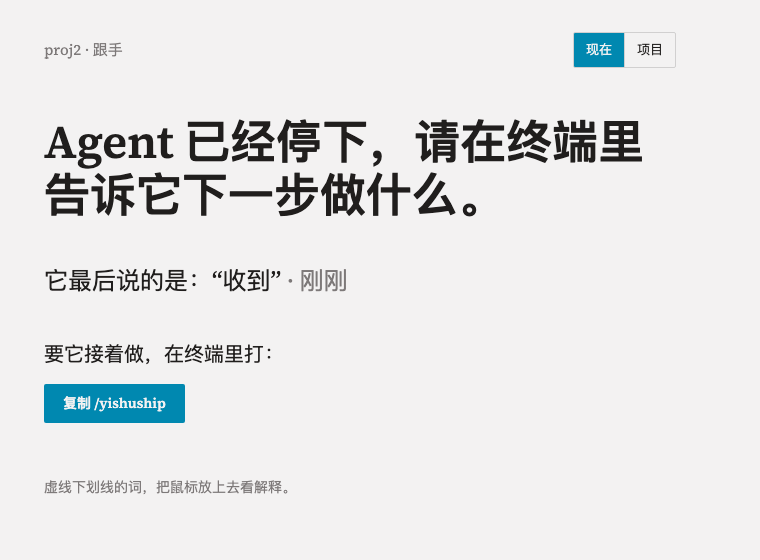 proj2 · 跟手
现在 项目
Agent 已经停下，请在终端里
告诉它下一步做什么。
它最后说的是：“收到” · 刚刚
要它接着做，在终端里打：
复制 /yishuship
虚线下划线的词，把鼠标放上去看解释。